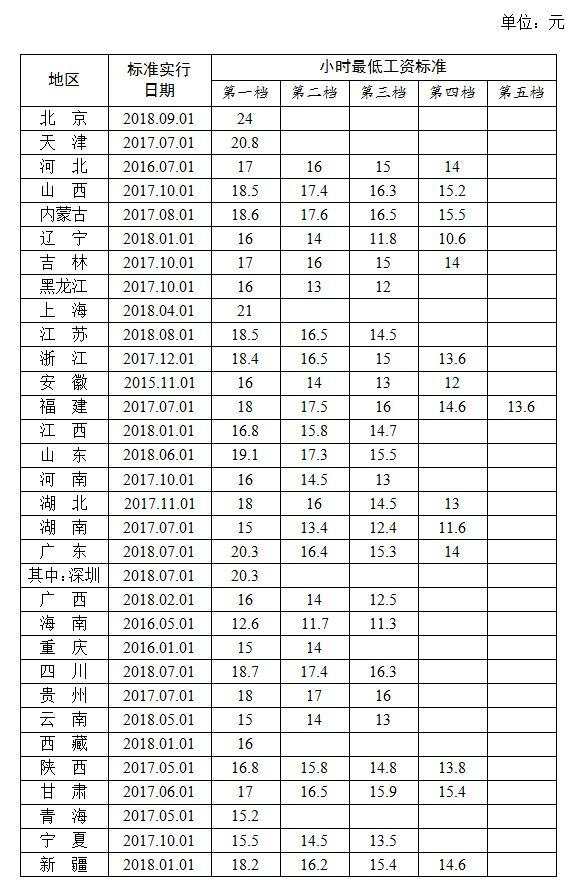 单位：元
地区 标准实行日期 小时最低工资标准
第一档 第二档 第三档 第四档 第五档
北京 2018.09.01 24
天津 2017.07.01 20.8
河北 2016.07.01 17 16 15 14
山西 2017.10.01 18.5 17.4 16.3 15.2
内蒙古 2017.08.01 18.6 17.6 16.5 15.5
辽宁 2018.01.01 16 14 11.8 10.6
吉林 2017.10.01 17 16 15 14
黑龙江 2017.10.01 16 13 12
上海 2018.04.01 21
江苏 2018.08.01 18.5 16.5 14.5
浙江 2017.12.01 18.4 16.5 15 13.6
安徽 2015.11.01 16 14 13 12
福建 2017.07.01 18 17.5 16 14.6 13.6
江西 2018.01.01 16.8 15.8 14.7
山东 2018.06.01 19.1 17.3 15.5
河南 2017.10.01 16 14.5 13
湖北 2017.11.01 18 16 14.5 13
湖南 2017.07.01 15 13.4 12.4 11.6
广东 2018.07.01 20.3 16.4 15.3 14
其中:深圳 2018.07.01 20.3
广西 2018.02.01 16 14 12.5
海南 2016.05.01 12.6 11.7 11.3
重庆 2016.01.01 15 14
四川 2018.07.01 18.7 17.4 16.3
贵州 2017.07.01 18 17 16
云南 2018.05.01 15 14 13
西藏 2018.01.01 16
陕西 2017.05.01 16.8 15.8 14.8 13.8
甘肃 2017.06.01 17 16.5 15.9 15.4
青海 2017.05.01 15.2
宁夏 2017.10.01 15.5 14.5 13.5
新疆 2018.01.01 18.2 16.2 15.4 14.6